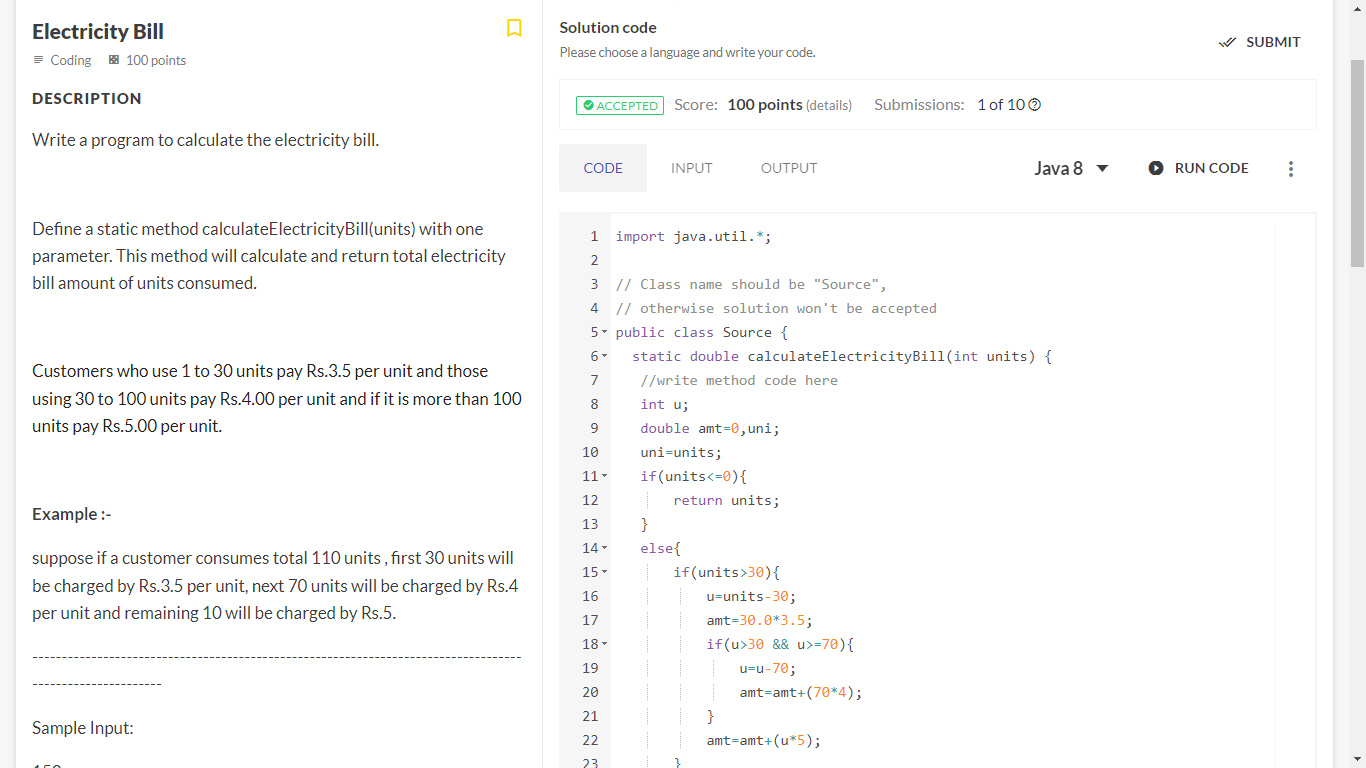 Electricity Bill
Coding 100 points
DESCRIPTION
Write a program to calculate the electricity bill.
Define a static method calculateElectricityBill(units) with one
parameter. This method will calculate and return total electricity
bill amount of units consumed.
Customers who use 1 to 30 units pay Rs.3.5 per unit and those
using 30 to 100 units pay Rs.4.00 per unit and if it is more than 100
units pay Rs.5.00 per unit.
Example :-
suppose if a customer consumes total 110 units , first 30 units will
be charged by Rs.3.5 per unit, next 70 units will be charged by Rs.4
per unit and remaining 10 will be charged by Rs.5.
-----------------------------------------------------------------------------------
----------------------
Sample Input:
Solution code
Please choose a language and write your code.
SUBMIT
ACCEPTED Score: 100 points (details) Submissions: 1 of 10
CODE INPUT OUTPUT Java 8 RUN CODE
1 import java.util.*;
2
3 // Class name should be "Source",
4 // otherwise solution won't be accepted
5 public class Source {
6 static double calculateElectricityBill(int units) {
7 //write method code here
8 int u;
9 double amt=0,uni;
10 uni=units;
11 if(units<=0){
12 return units;
13 }
14 else{
15 if(units>30){
16 u=units-30;
17 amt=30.0*3.5;
18 if(u>30 && u>=70){
19 u=u-70;
20 amt=amt+(70*4);
21 }
22 amt=amt+(u*5);
23 }